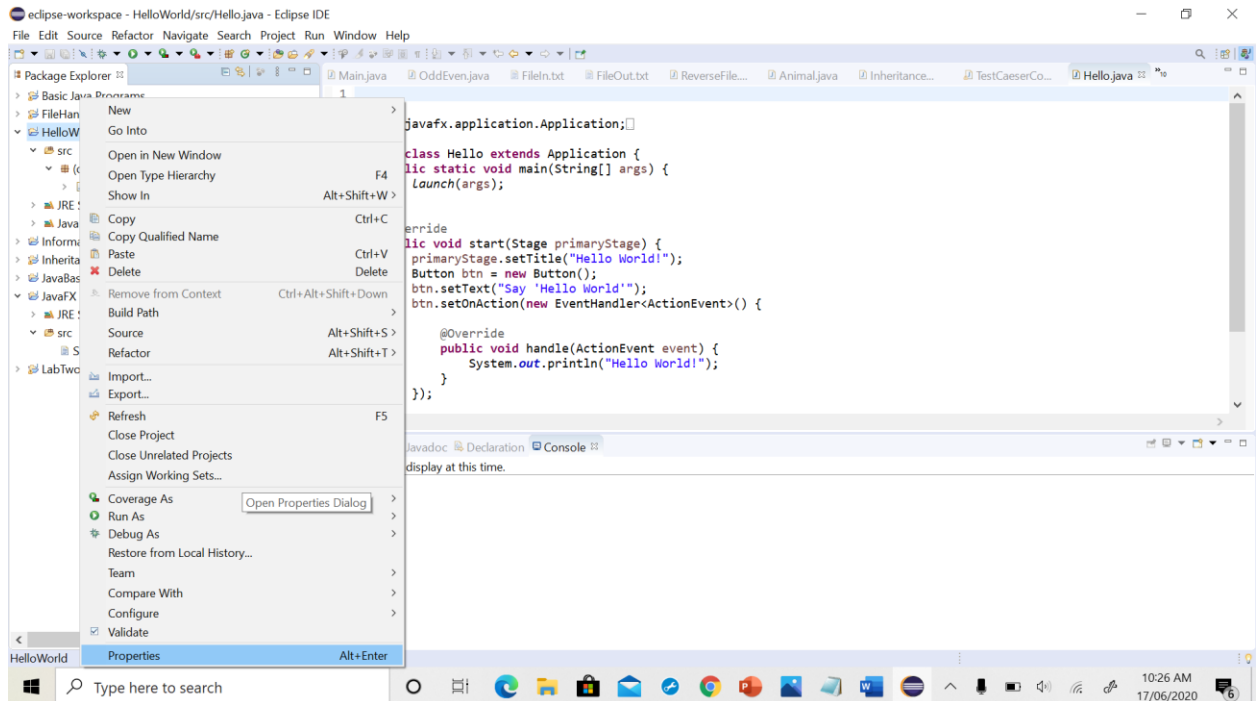 eclipse-workspace - HelloWorld/src/Hello.java - Eclipse IDE
File Edit Source Refactor Navigate Search Project Run Window Help
Package Explorer
Main.java OddEven.java FileIn.txt FileOut.txt ReverseFile.... Animal.java Inheritance... TestCaeserCo... Hello.java »10
Basic Java Programs
FileHan
HelloW
src
(c
JRE S
Java
Informa
Inherita
JavaBas
JavaFX
JRE S
src
S
LabTwo
New
Go Into
Open in New Window
Open Type Hierarchy F4
Show In Alt+Shift+W >
Copy Ctrl+C
Copy Qualified Name
Paste Ctrl+V
Delete Delete
Remove from Context Ctrl+Alt+Shift+Down
Build Path
Source Alt+Shift+S >
Refactor Alt+Shift+T >
Import...
Export...
Refresh F5
Close Project
Close Unrelated Projects
Assign Working Sets...
Coverage As
Open Properties Dialog
Run As
Debug As
Restore from Local History...
Team
Compare With
Configure
Validate
Properties Alt+Enter
1
javafx.application.Application;
class Hello extends Application {
lic static void main(String[] args) {
launch(args);
erride
lic void start(Stage primaryStage) {
primaryStage.setTitle("Hello World!");
Button btn = new Button();
btn.setText("Say 'Hello World'");
btn.setOnAction(new EventHandler<ActionEvent>() {
@Override
public void handle(ActionEvent event) {
System.out.println("Hello World!");
}
});
Javadoc Declaration Console
display at this time.
HelloWorld
Type here to search
10:26 AM
17/06/2020
6